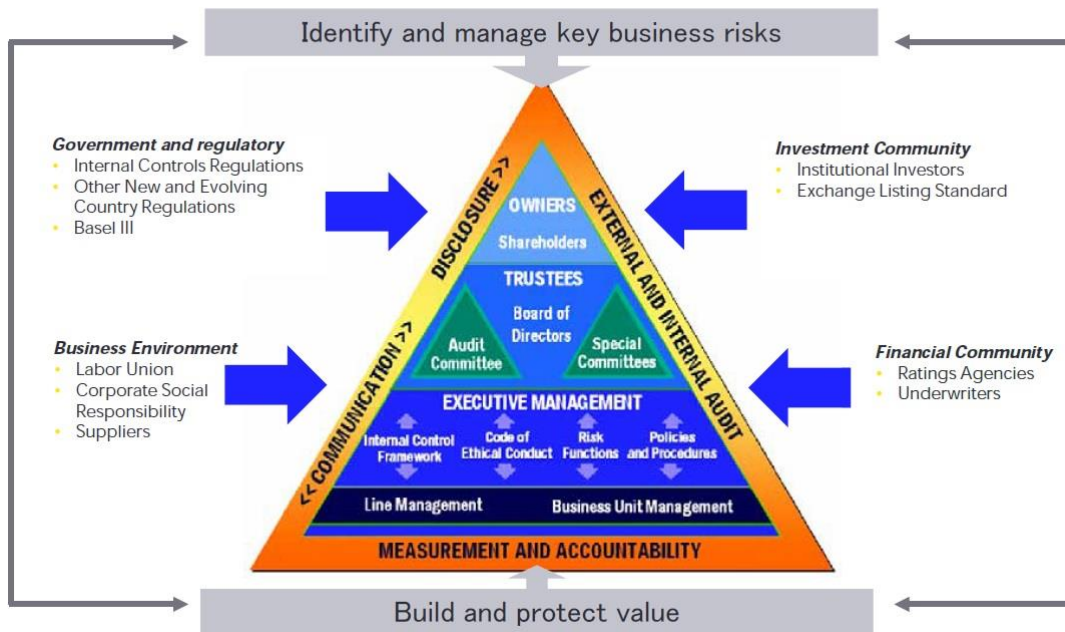 Identify and manage key business risks
Government and regulatory
• Internal Controls Regulations
• Other New and Evolving
Country Regulations
• Basel III
Business Environment
• Labor Union
• Corporate Social
Responsibility
• Suppliers
<< COMMUNICATION >>
DISCLOSURE >>
OWNERS
Shareholders
TRUSTEES
Board of
Directors
Audit
Committee
Special
Committees
EXECUTIVE MANAGEMENT
Internal Control
Framework
Code of
Ethical Conduct
Risk
Functions
Policies
and Procedures
Line Management
Business Unit Management
EXTERNAL AND INTERNAL AUDIT
MEASUREMENT AND ACCOUNTABILITY
Investment Community
• Institutional Investors
• Exchange Listing Standard
Financial Community
• Ratings Agencies
• Underwriters
Build and protect value